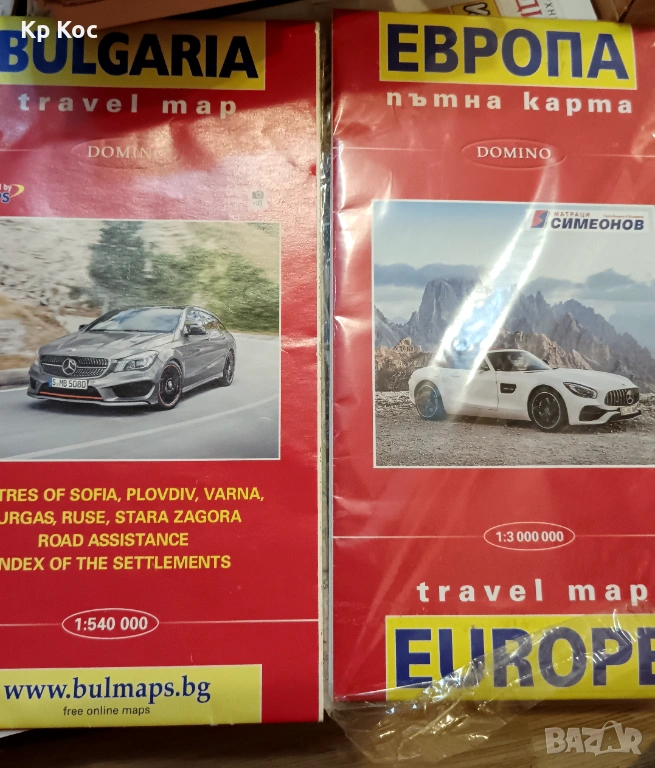 Кр Кос
BULGARIA
travel map
DOMINO
by
S MB 5080
TRES OF SOFIA, PLOVDIV, VARNA,
URGAS, RUSE, STARA ZAGORA
ROAD ASSISTANCE
NDEX OF THE SETTLEMENTS
1:540 000
www.bulmaps.bg
free online maps
ЕВРОПА
пътна карта
DOMINO
МАТРАЦИ
СИМЕОНОВ
1:3 000 000
travel map
EUROPE
BAZAR